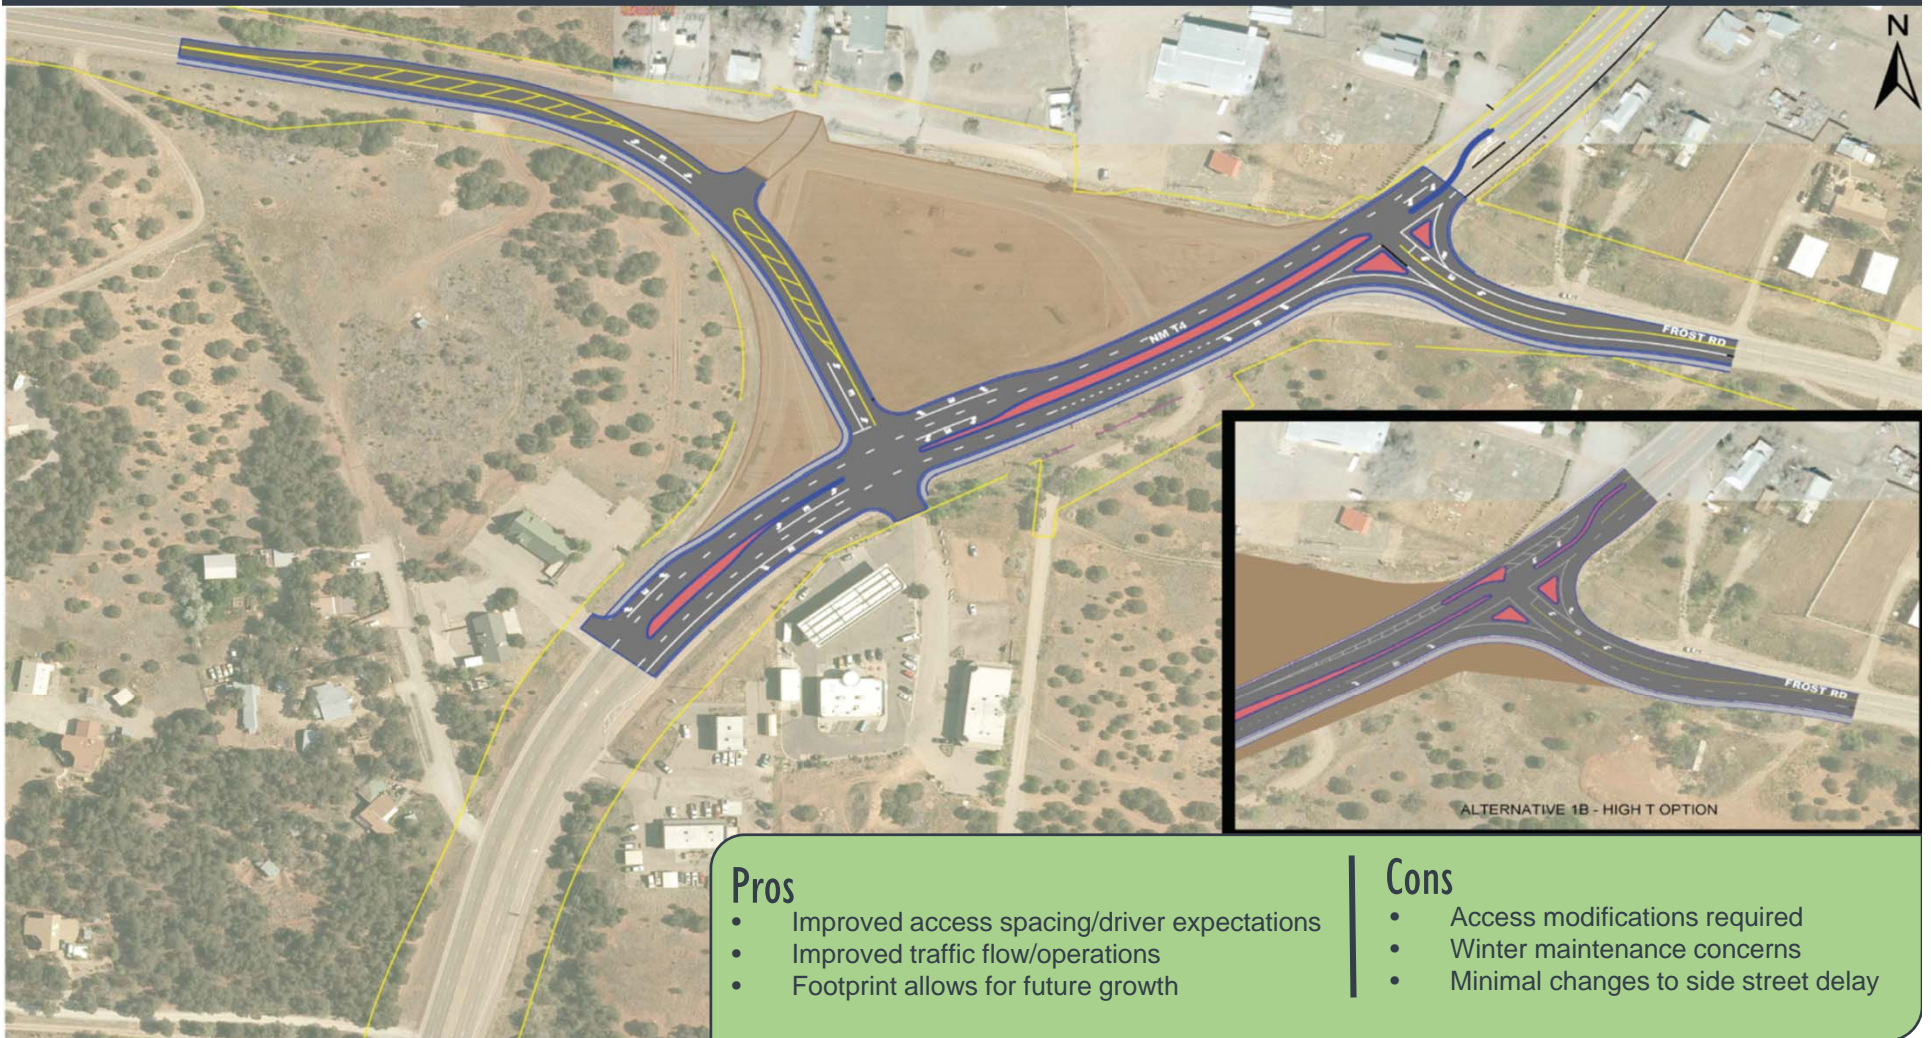 N
NM 14
FROST RD
FROST RD
ALTERNATIVE 1B - HIGH T OPTION
Pros
• Improved access spacing/driver expectations
• Improved traffic flow/operations
• Footprint allows for future growth
Cons
• Access modifications required
• Winter maintenance concerns
• Minimal changes to side street delay